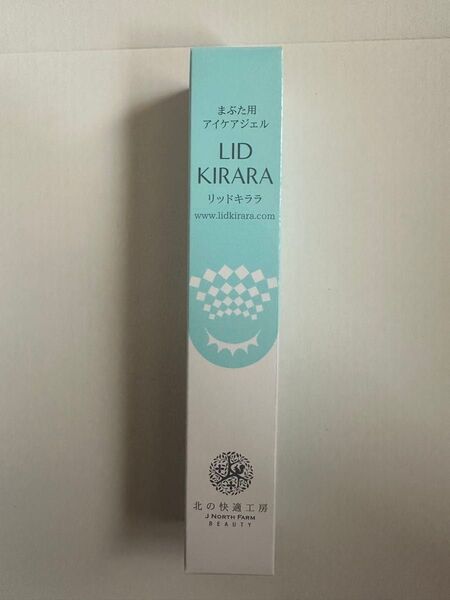 まぶた用
アイケアジェル
LID
KIRARA
リッドキララ
www.lidkirara.com
北の快適工房
J NORTH FARM
BEAUTY